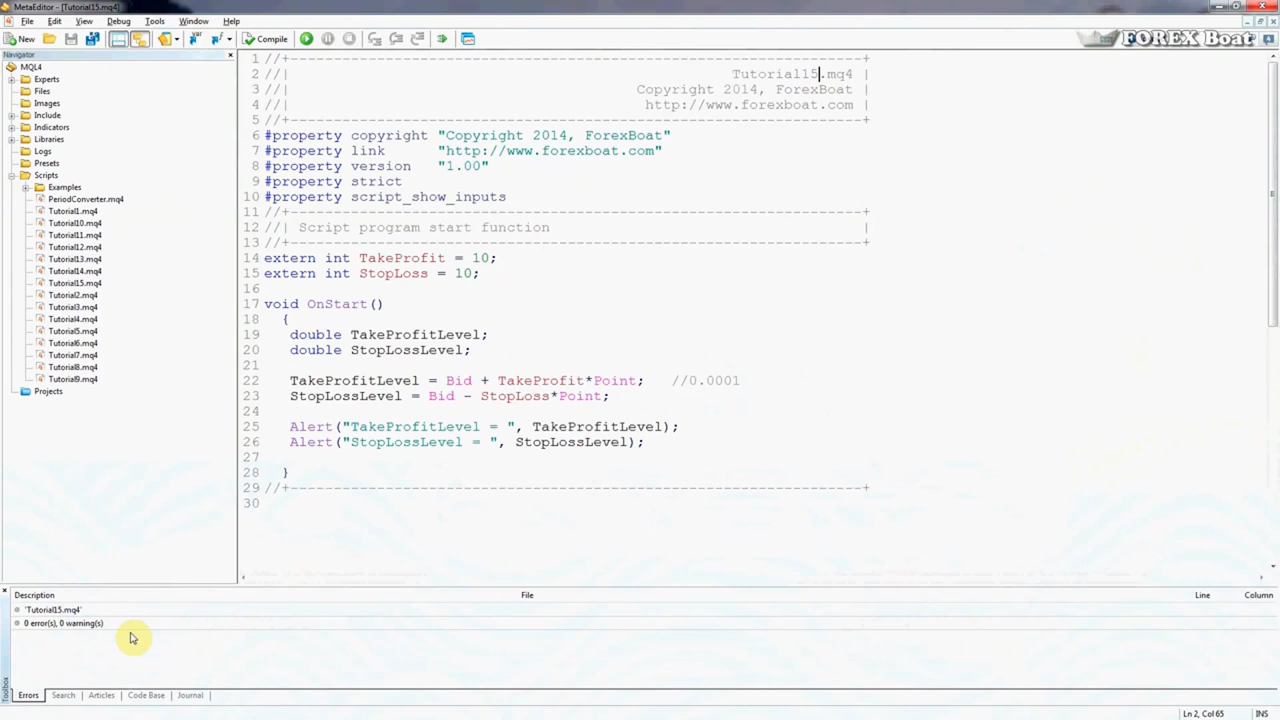 MetaEditor - [Tutorial15.mq4]
File Edit View Debug Tools Window Help
New Compile FOREX Boat
Navigator
MQL4
Experts
Files
Images
Include
Indicators
Libraries
Logs
Presets
Scripts
Examples
PeriodConverter.mq4
Tutorial1.mq4
Tutorial10.mq4
Tutorial11.mq4
Tutorial12.mq4
Tutorial13.mq4
Tutorial14.mq4
Tutorial15.mq4
Tutorial2.mq4
Tutorial3.mq4
Tutorial4.mq4
Tutorial5.mq4
Tutorial6.mq4
Tutorial7.mq4
Tutorial8.mq4
Tutorial9.mq4
Projects
1 //+------------------------------------------------------------------+
2 //| Tutorial15.mq4 |
3 //| Copyright 2014, ForexBoat |
4 //| http://www.forexboat.com |
5 //+------------------------------------------------------------------+
6 #property copyright "Copyright 2014, ForexBoat"
7 #property link "http://www.forexboat.com"
8 #property version "1.00"
9 #property strict
10 #property script_show_inputs
11 //+------------------------------------------------------------------+
12 //| Script program start function |
13 //+------------------------------------------------------------------+
14 extern int TakeProfit = 10;
15 extern int StopLoss = 10;
16
17 void OnStart()
18 {
19 double TakeProfitLevel;
20 double StopLossLevel;
21
22 TakeProfitLevel = Bid + TakeProfit*Point; //0.0001
23 StopLossLevel = Bid - StopLoss*Point;
24
25 Alert("TakeProfitLevel = ", TakeProfitLevel);
26 Alert("StopLossLevel = ", StopLossLevel);
27
28 }
29 //+------------------------------------------------------------------+
30
Description File Line Column
'Tutorial15.mq4'
0 error(s), 0 warning(s)
Toolbox
Errors Search Articles Code Base Journal
Ln 2, Col 65 INS